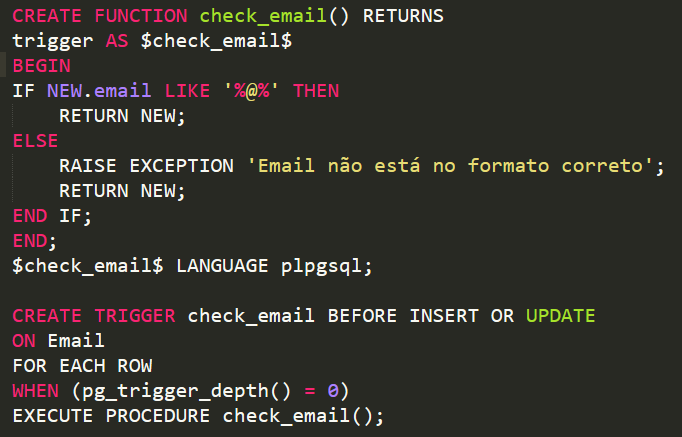 CREATE FUNCTION check_email() RETURNS
trigger AS $check_email$
BEGIN
IF NEW.email LIKE '%@%' THEN
    RETURN NEW;
ELSE
    RAISE EXCEPTION 'Email não está no formato correto';
    RETURN NEW;
END IF;
END;
$check_email$ LANGUAGE plpgsql;

CREATE TRIGGER check_email BEFORE INSERT OR UPDATE
ON Email
FOR EACH ROW
WHEN (pg_trigger_depth() = 0)
EXECUTE PROCEDURE check_email();